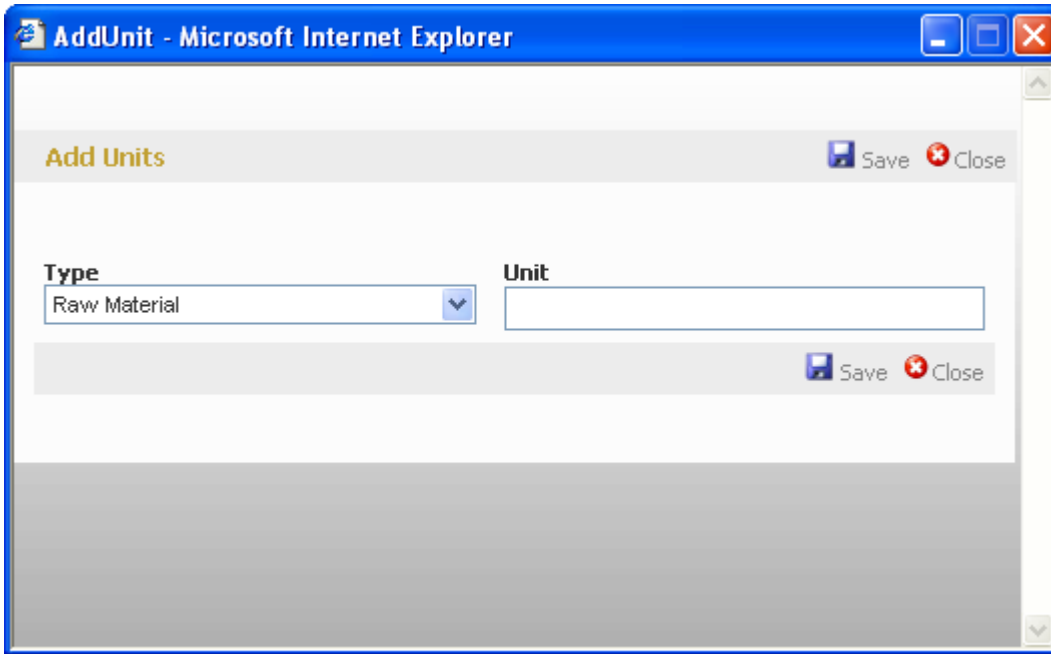 AddUnit - Microsoft Internet Explorer
Add Units Save Close
Type Unit
Raw Material
Save Close